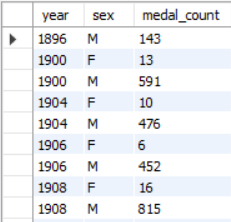 year sex medal_count
1896 M 143
1900 F 13
1900 M 591
1904 F 10
1904 M 476
1906 F 6
1906 M 452
1908 F 16
1908 M 815